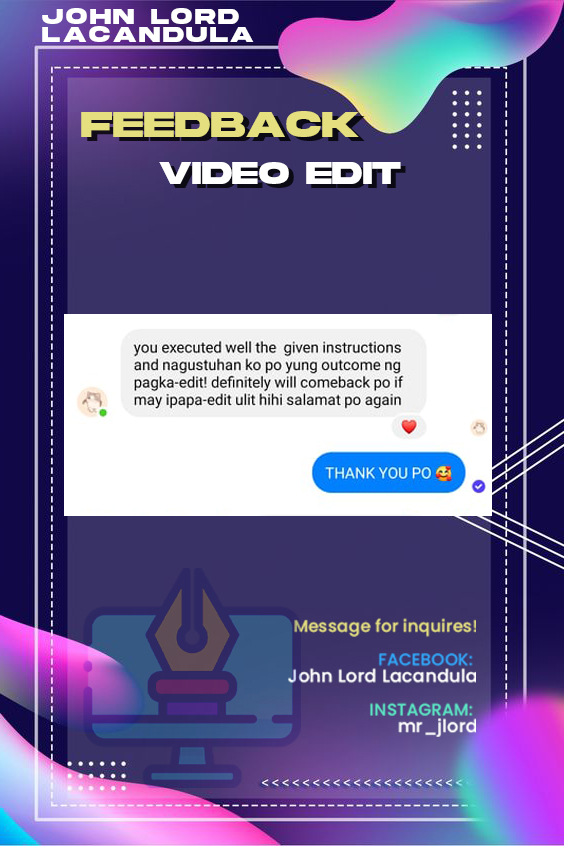 JOHN LORD
LACANDULA
FEEDBACK
VIDEO EDIT
you executed well the given instructions
and nagustuhan ko po yung outcome ng
pagka-edit! definitely will comeback po if
may ipapa-edit ulit hihi salamat po again
❤️
THANK YOU PO 🥰
Message for inquires!
FACEBOOK:
John Lord Lacandula
INSTAGRAM:
mr_jlord